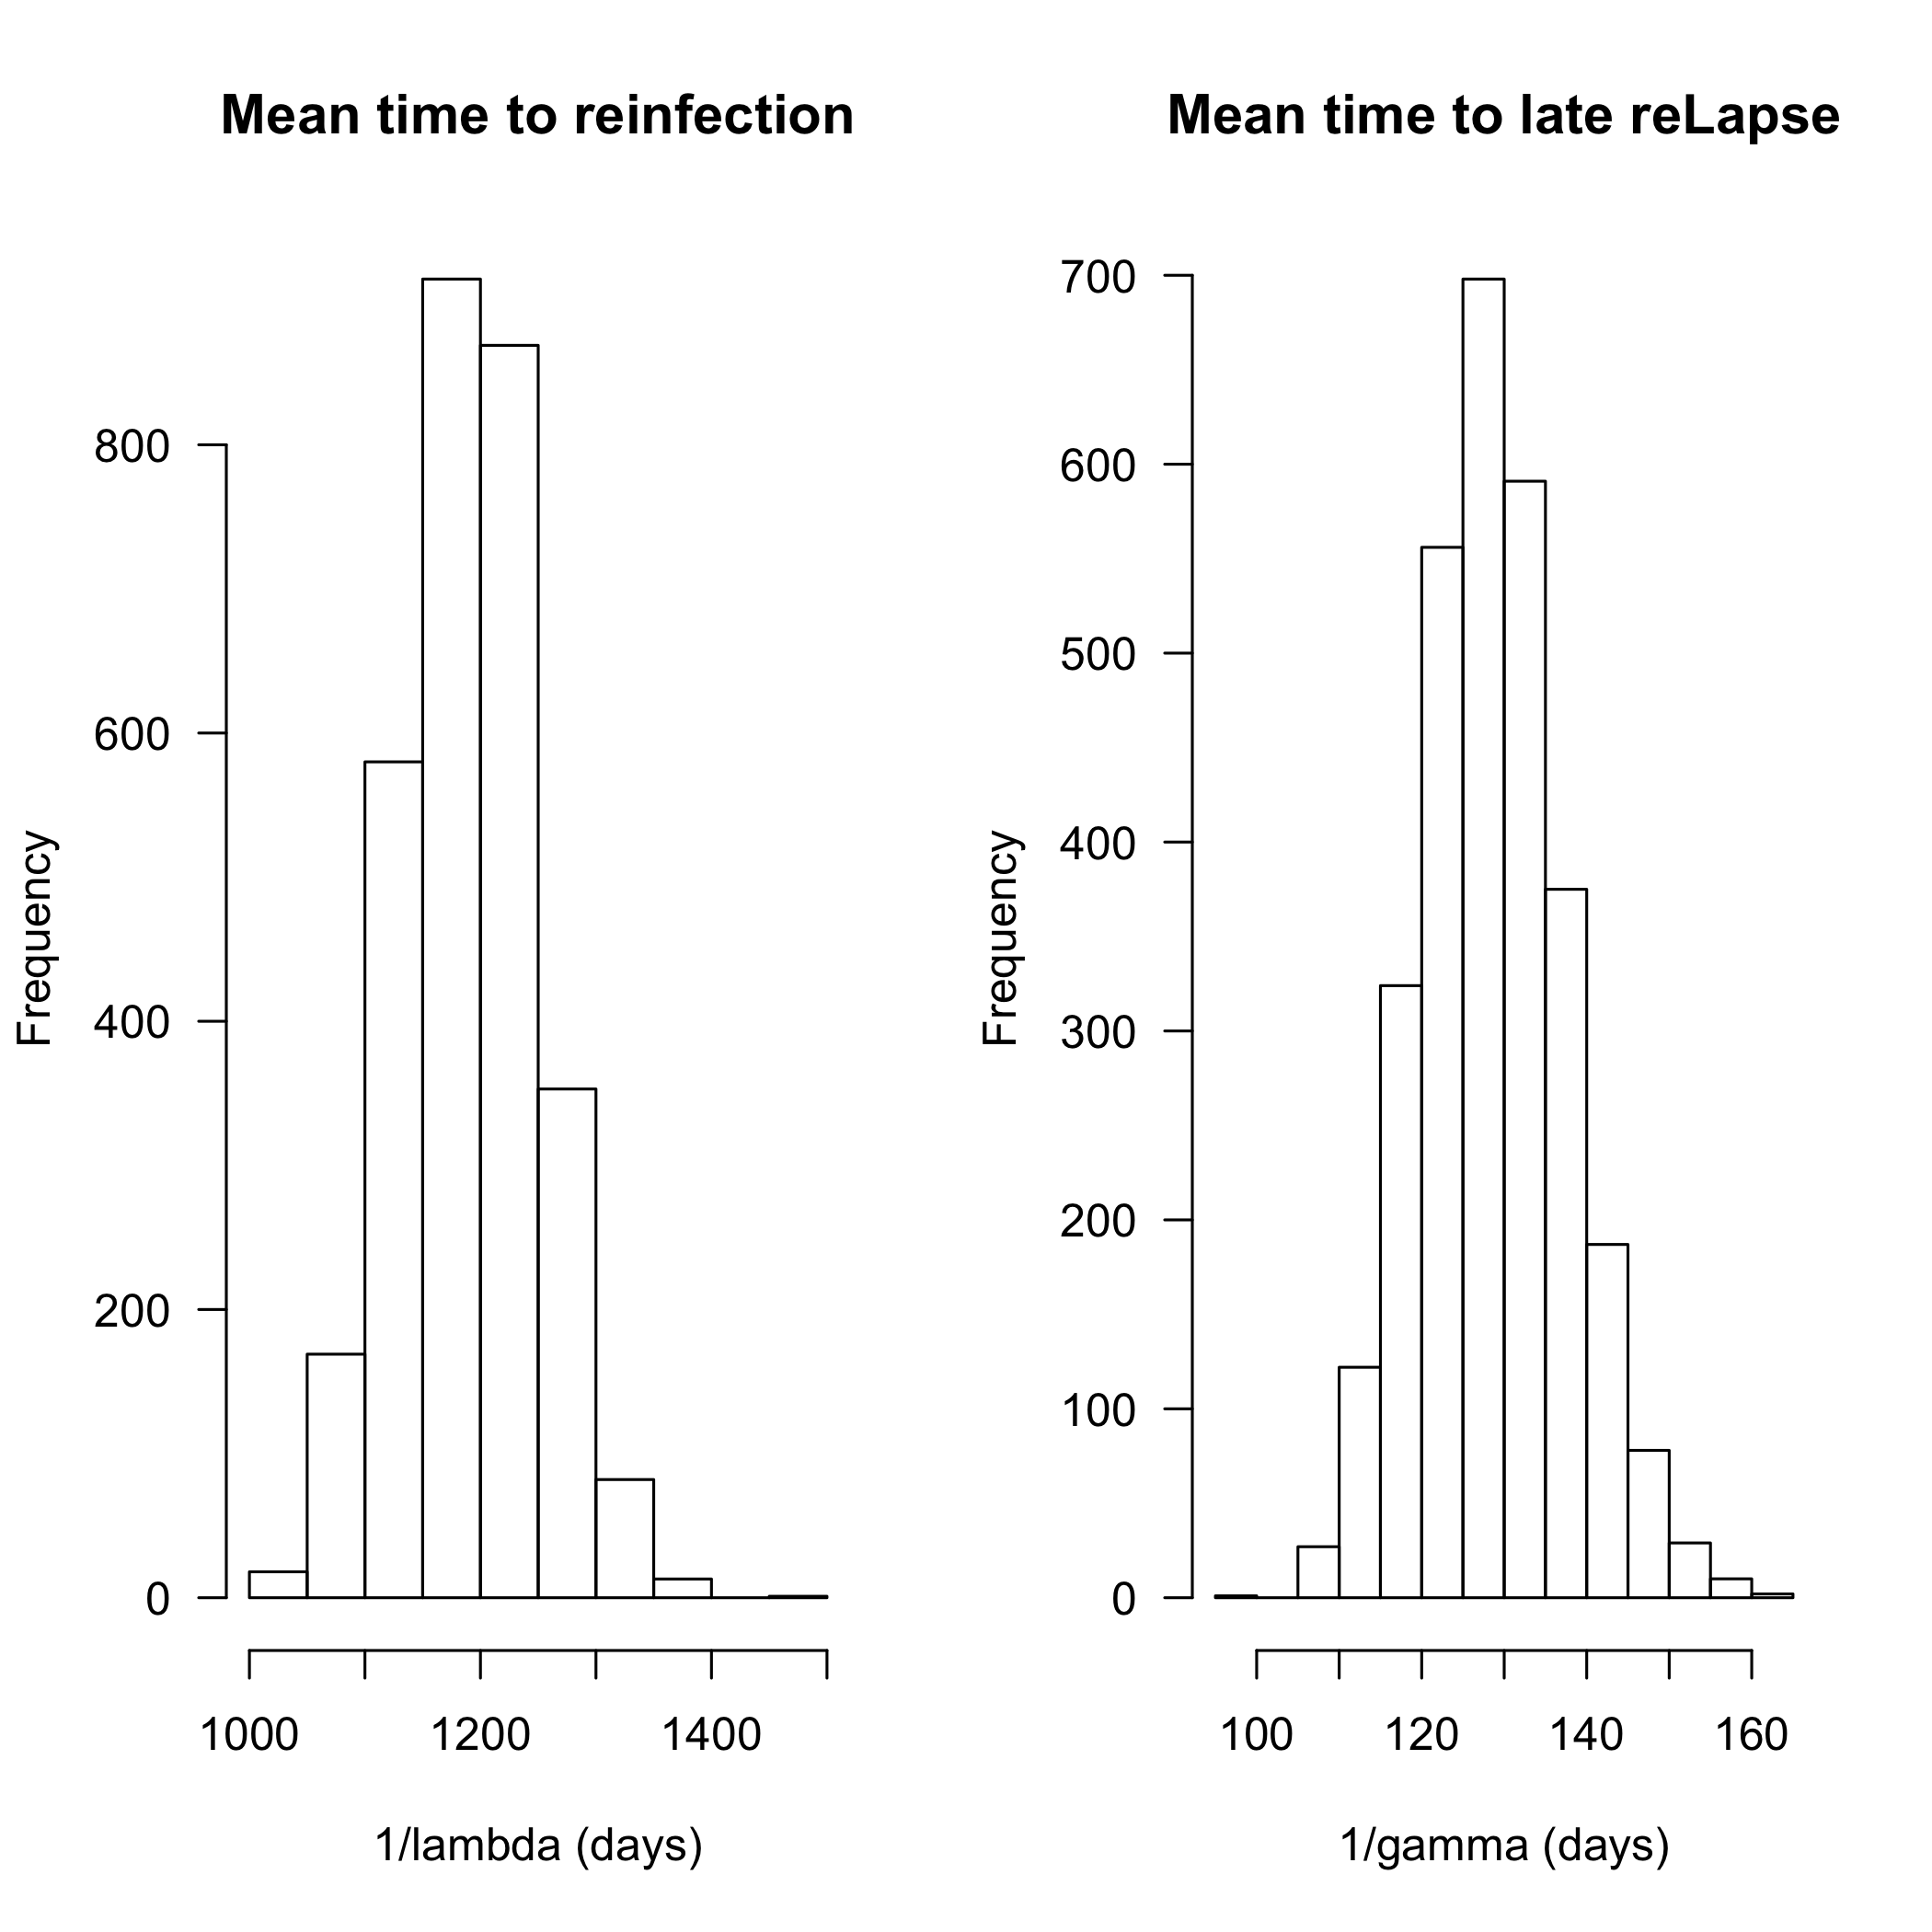 Mean time to reinfection
Frequency
800
600
400
200
0
1000 1200 1400
1/lambda (days)
Mean time to late reLapse
Frequency
700
600
500
400
300
200
100
0
100 120 140 160
1/gamma (days)